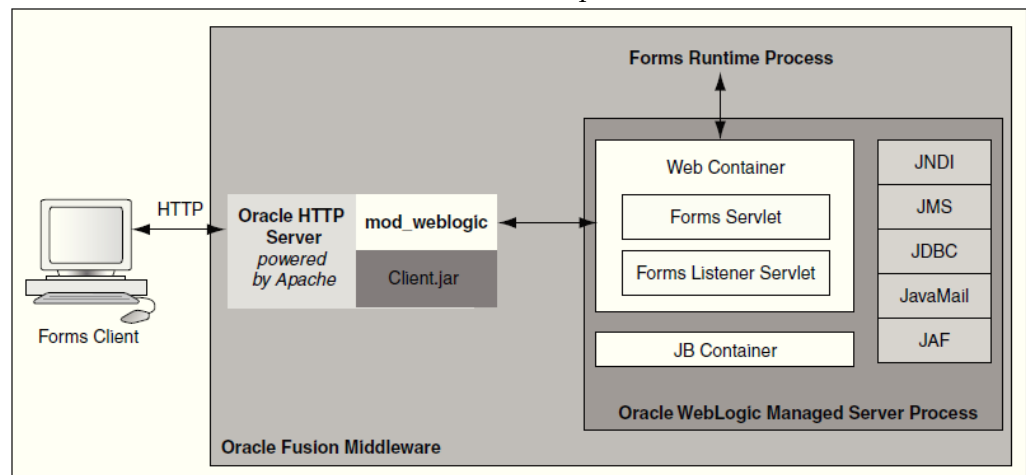 Forms Runtime Process
Web Container
Forms Servlet
Forms Listener Servlet
JB Container
JNDI
JMS
JDBC
JavaMail
JAF
HTTP
Oracle HTTP
Server
powered
by Apache
mod_weblogic
Client.jar
Forms Client
Oracle WebLogic Managed Server Process
Oracle Fusion Middleware